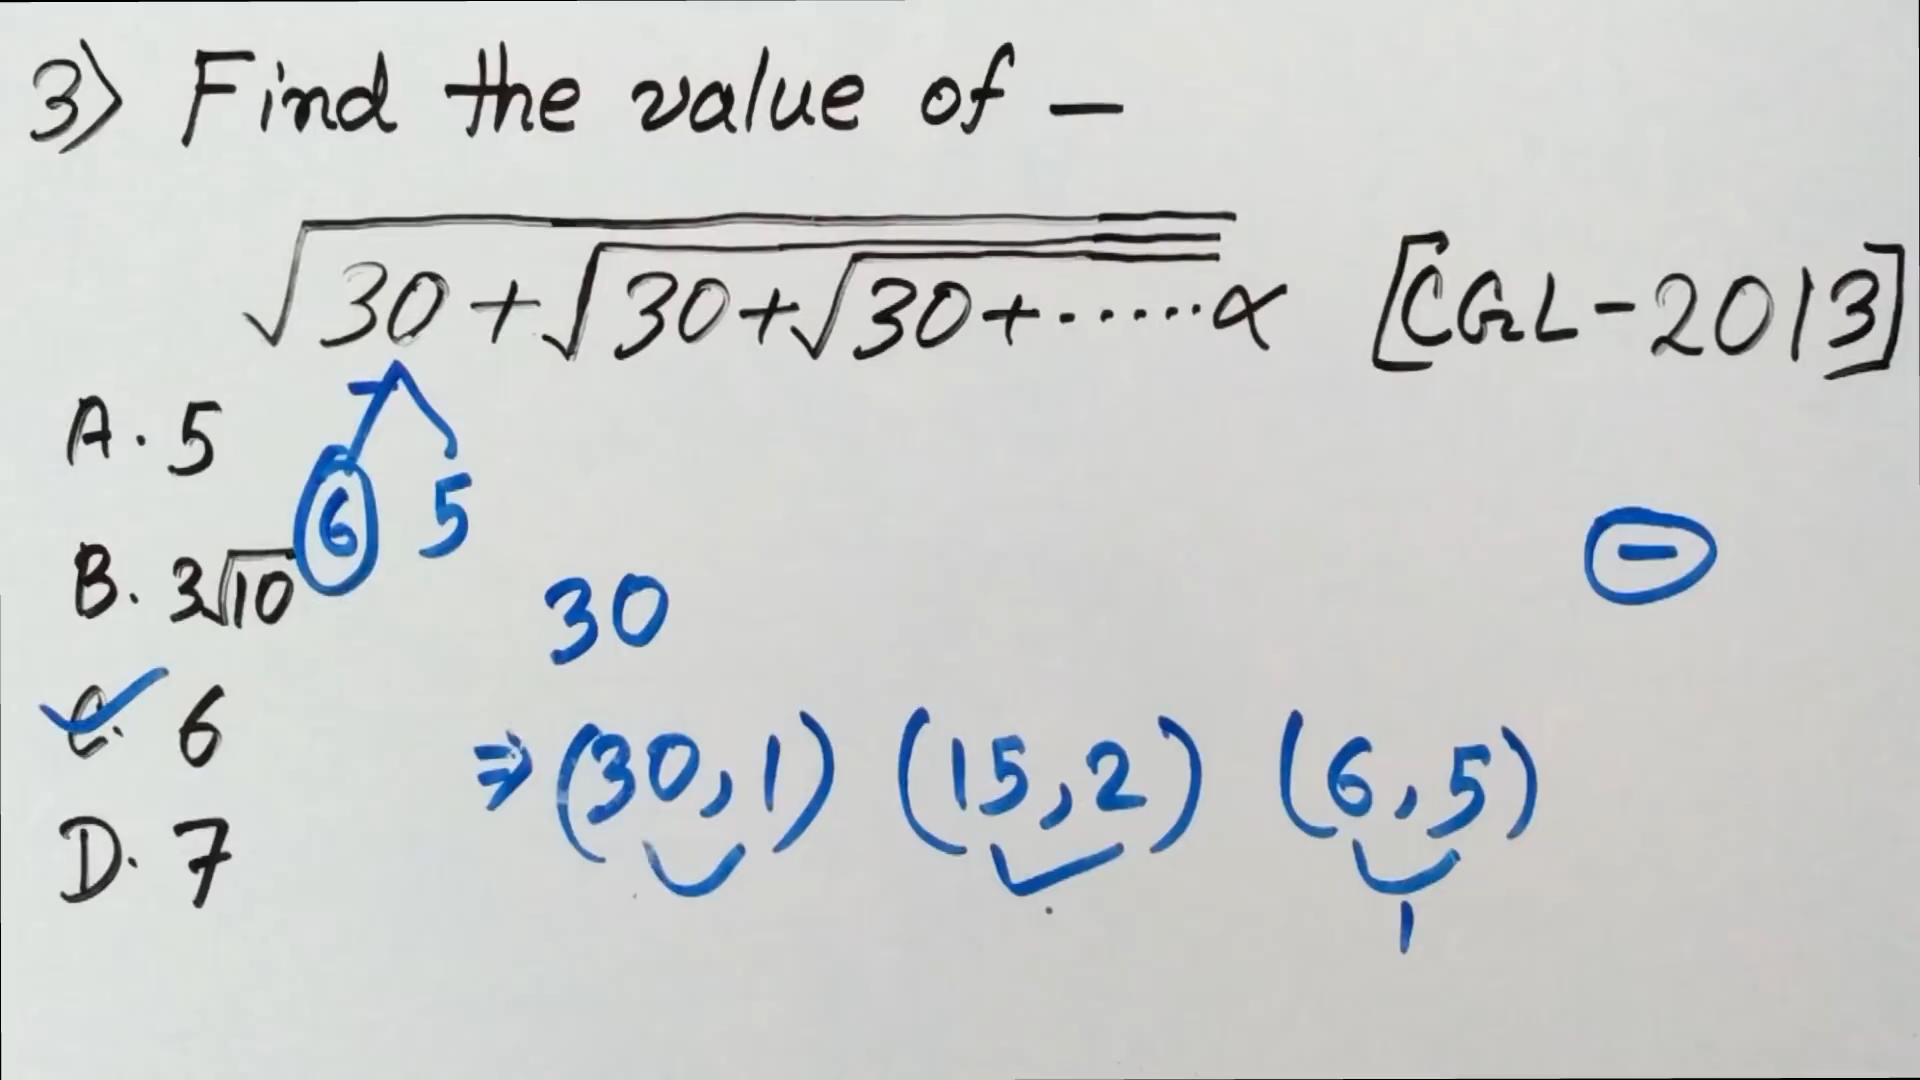 3) Find the value of —
√30+√30+√30+......∝ [CGL-2013]
A. 5
6 5
B. 3√10
30
C. 6
⇒ (30,1) (15,2) (6,5)
1
D. 7
−